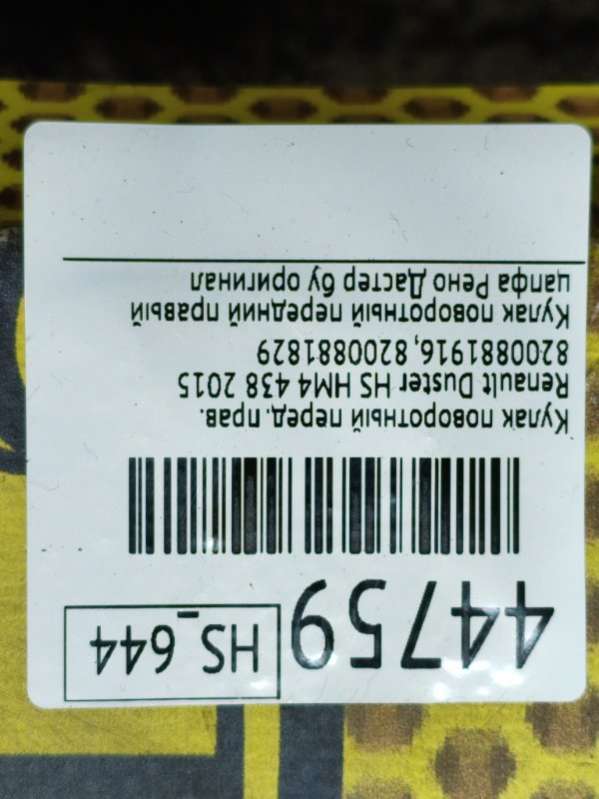 44759 HS_644
Кулак поворотный перед. прав.
Renault Duster HS HM4 438 2015
8200881916, 8200881829
Кулак поворотный передний правый
цапфа Рено Дастер бу оригинал